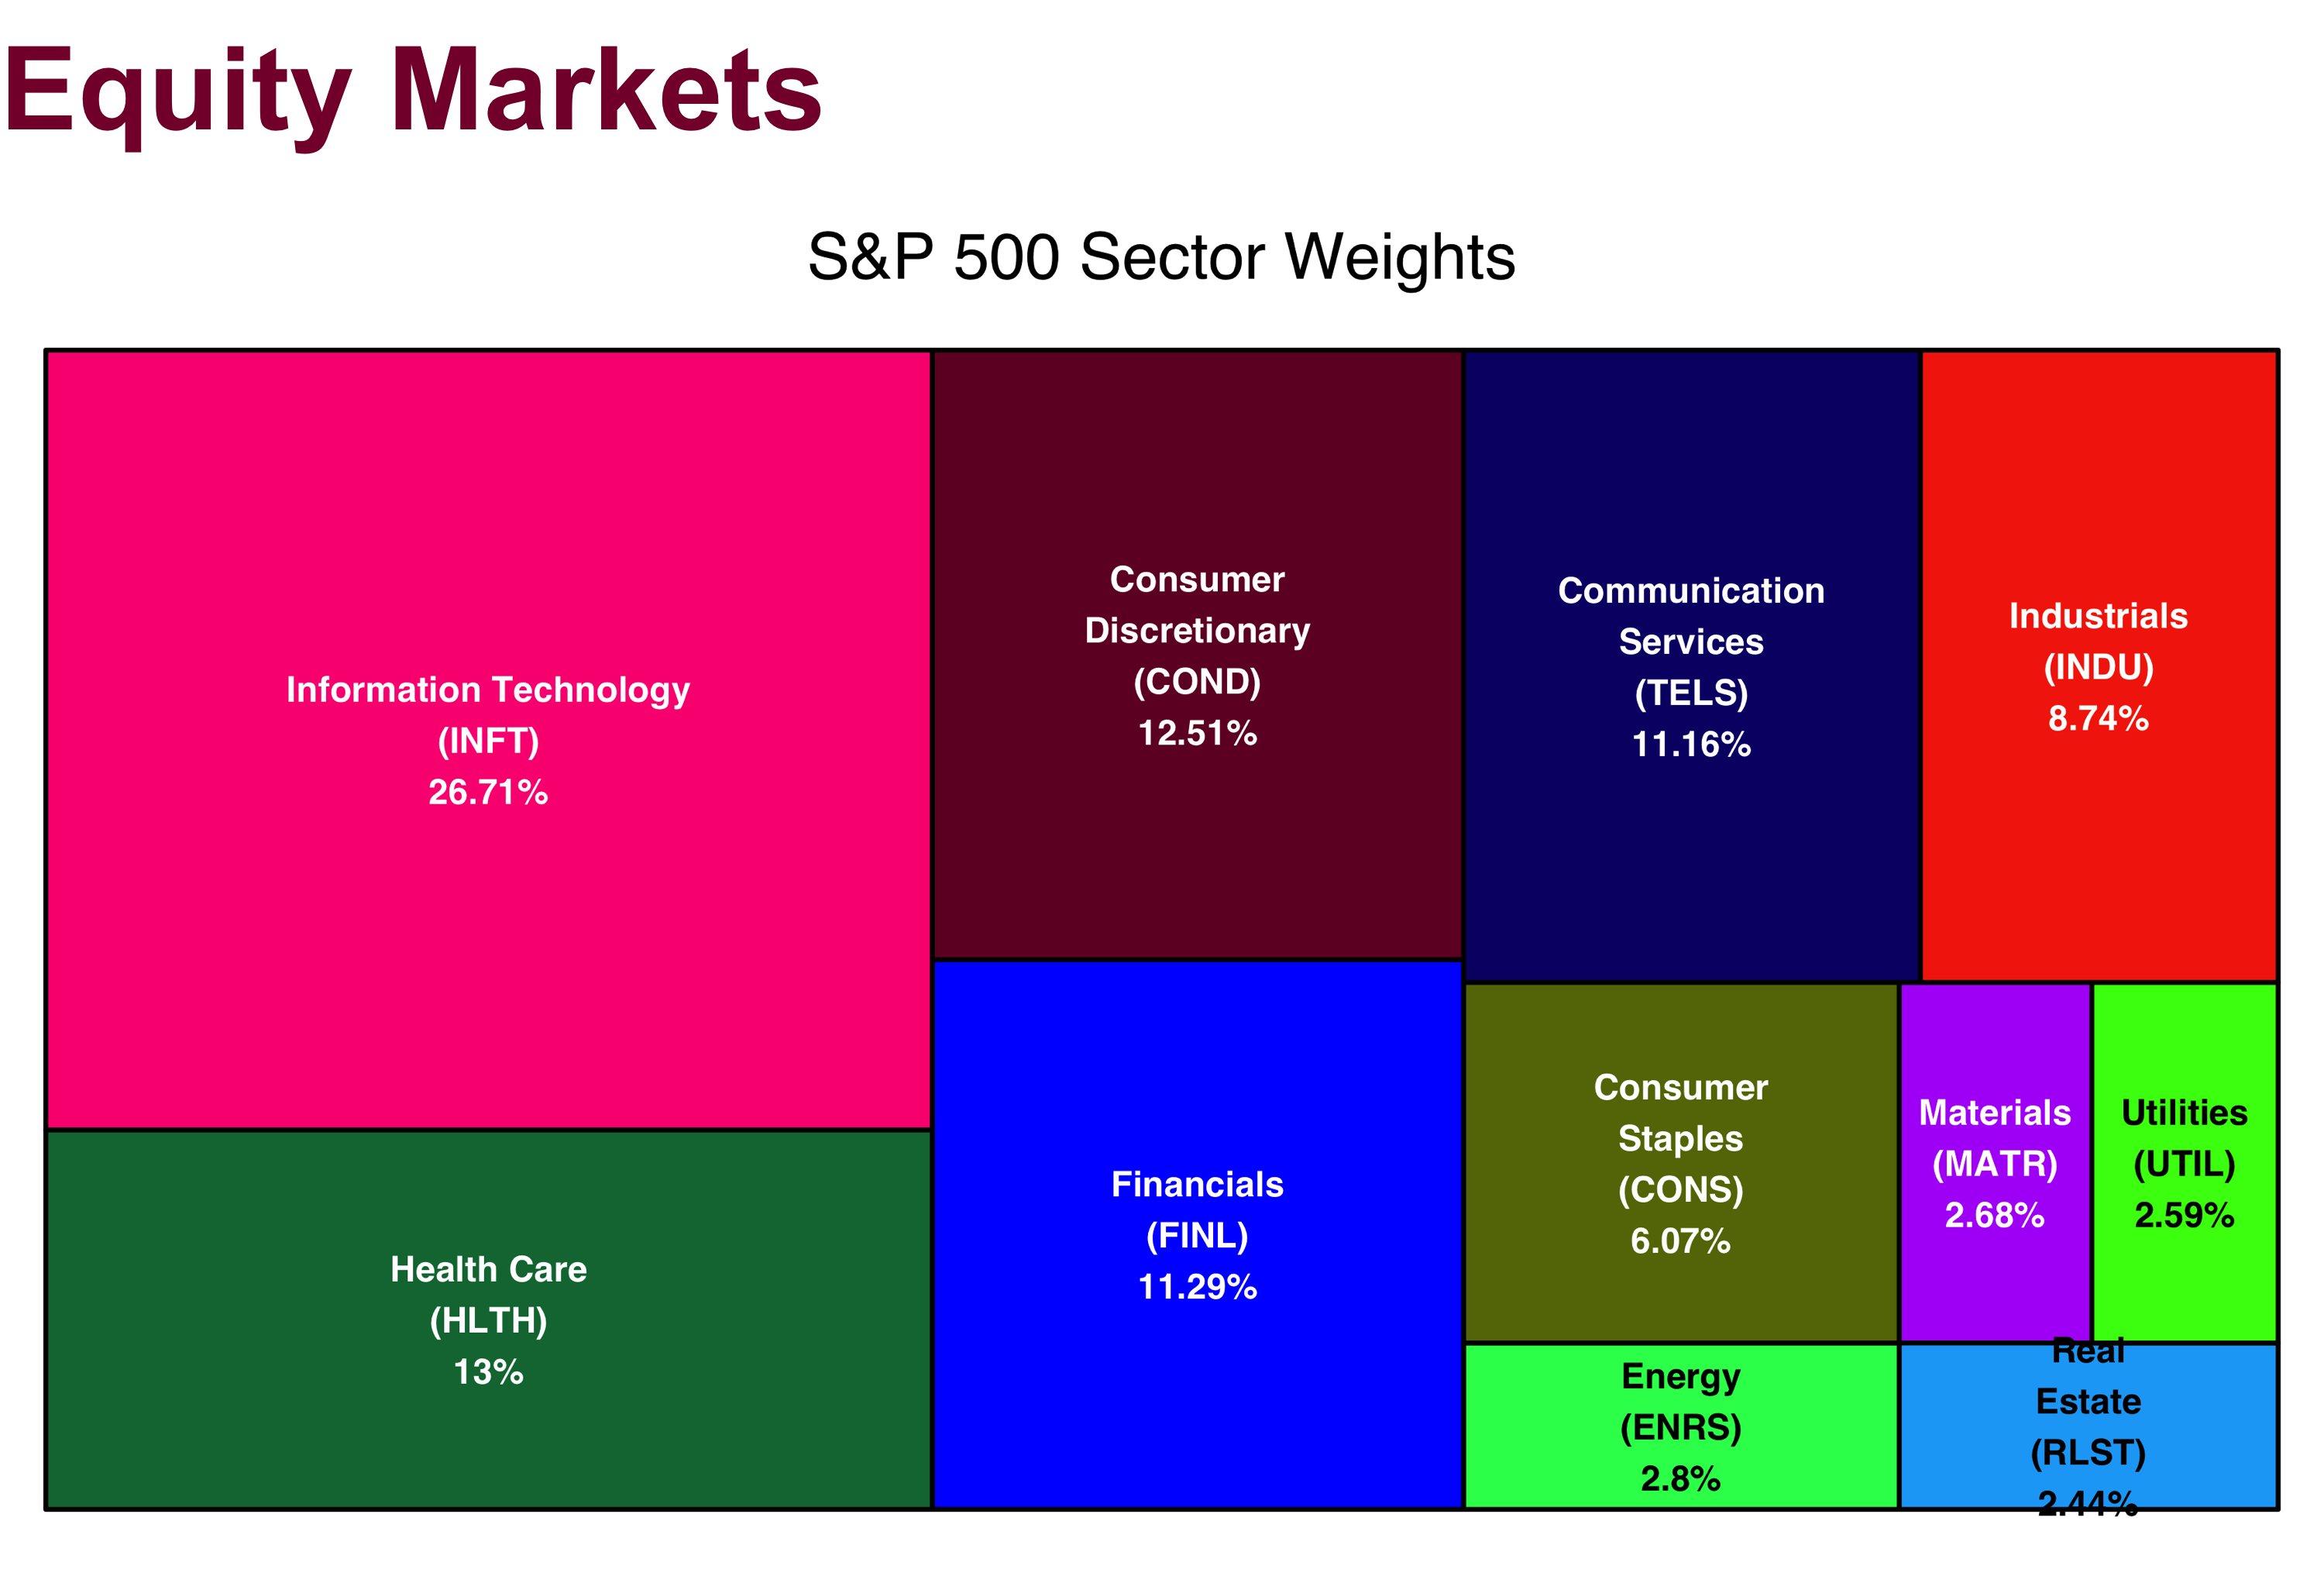 Equity Markets
S&P 500 Sector Weights
Information Technology
(INFT)
26.71%
Health Care
(HLTH)
13%
Consumer
Discretionary
(COND)
12.51%
Financials
(FINL)
11.29%
Communication
Services
(TELS)
11.16%
Industrials
(INDU)
8.74%
Consumer
Staples
(CONS)
6.07%
Materials
(MATR)
2.68%
Utilities
(UTIL)
2.59%
Energy
(ENRS)
2.8%
Real
Estate
(RLST)
2.44%